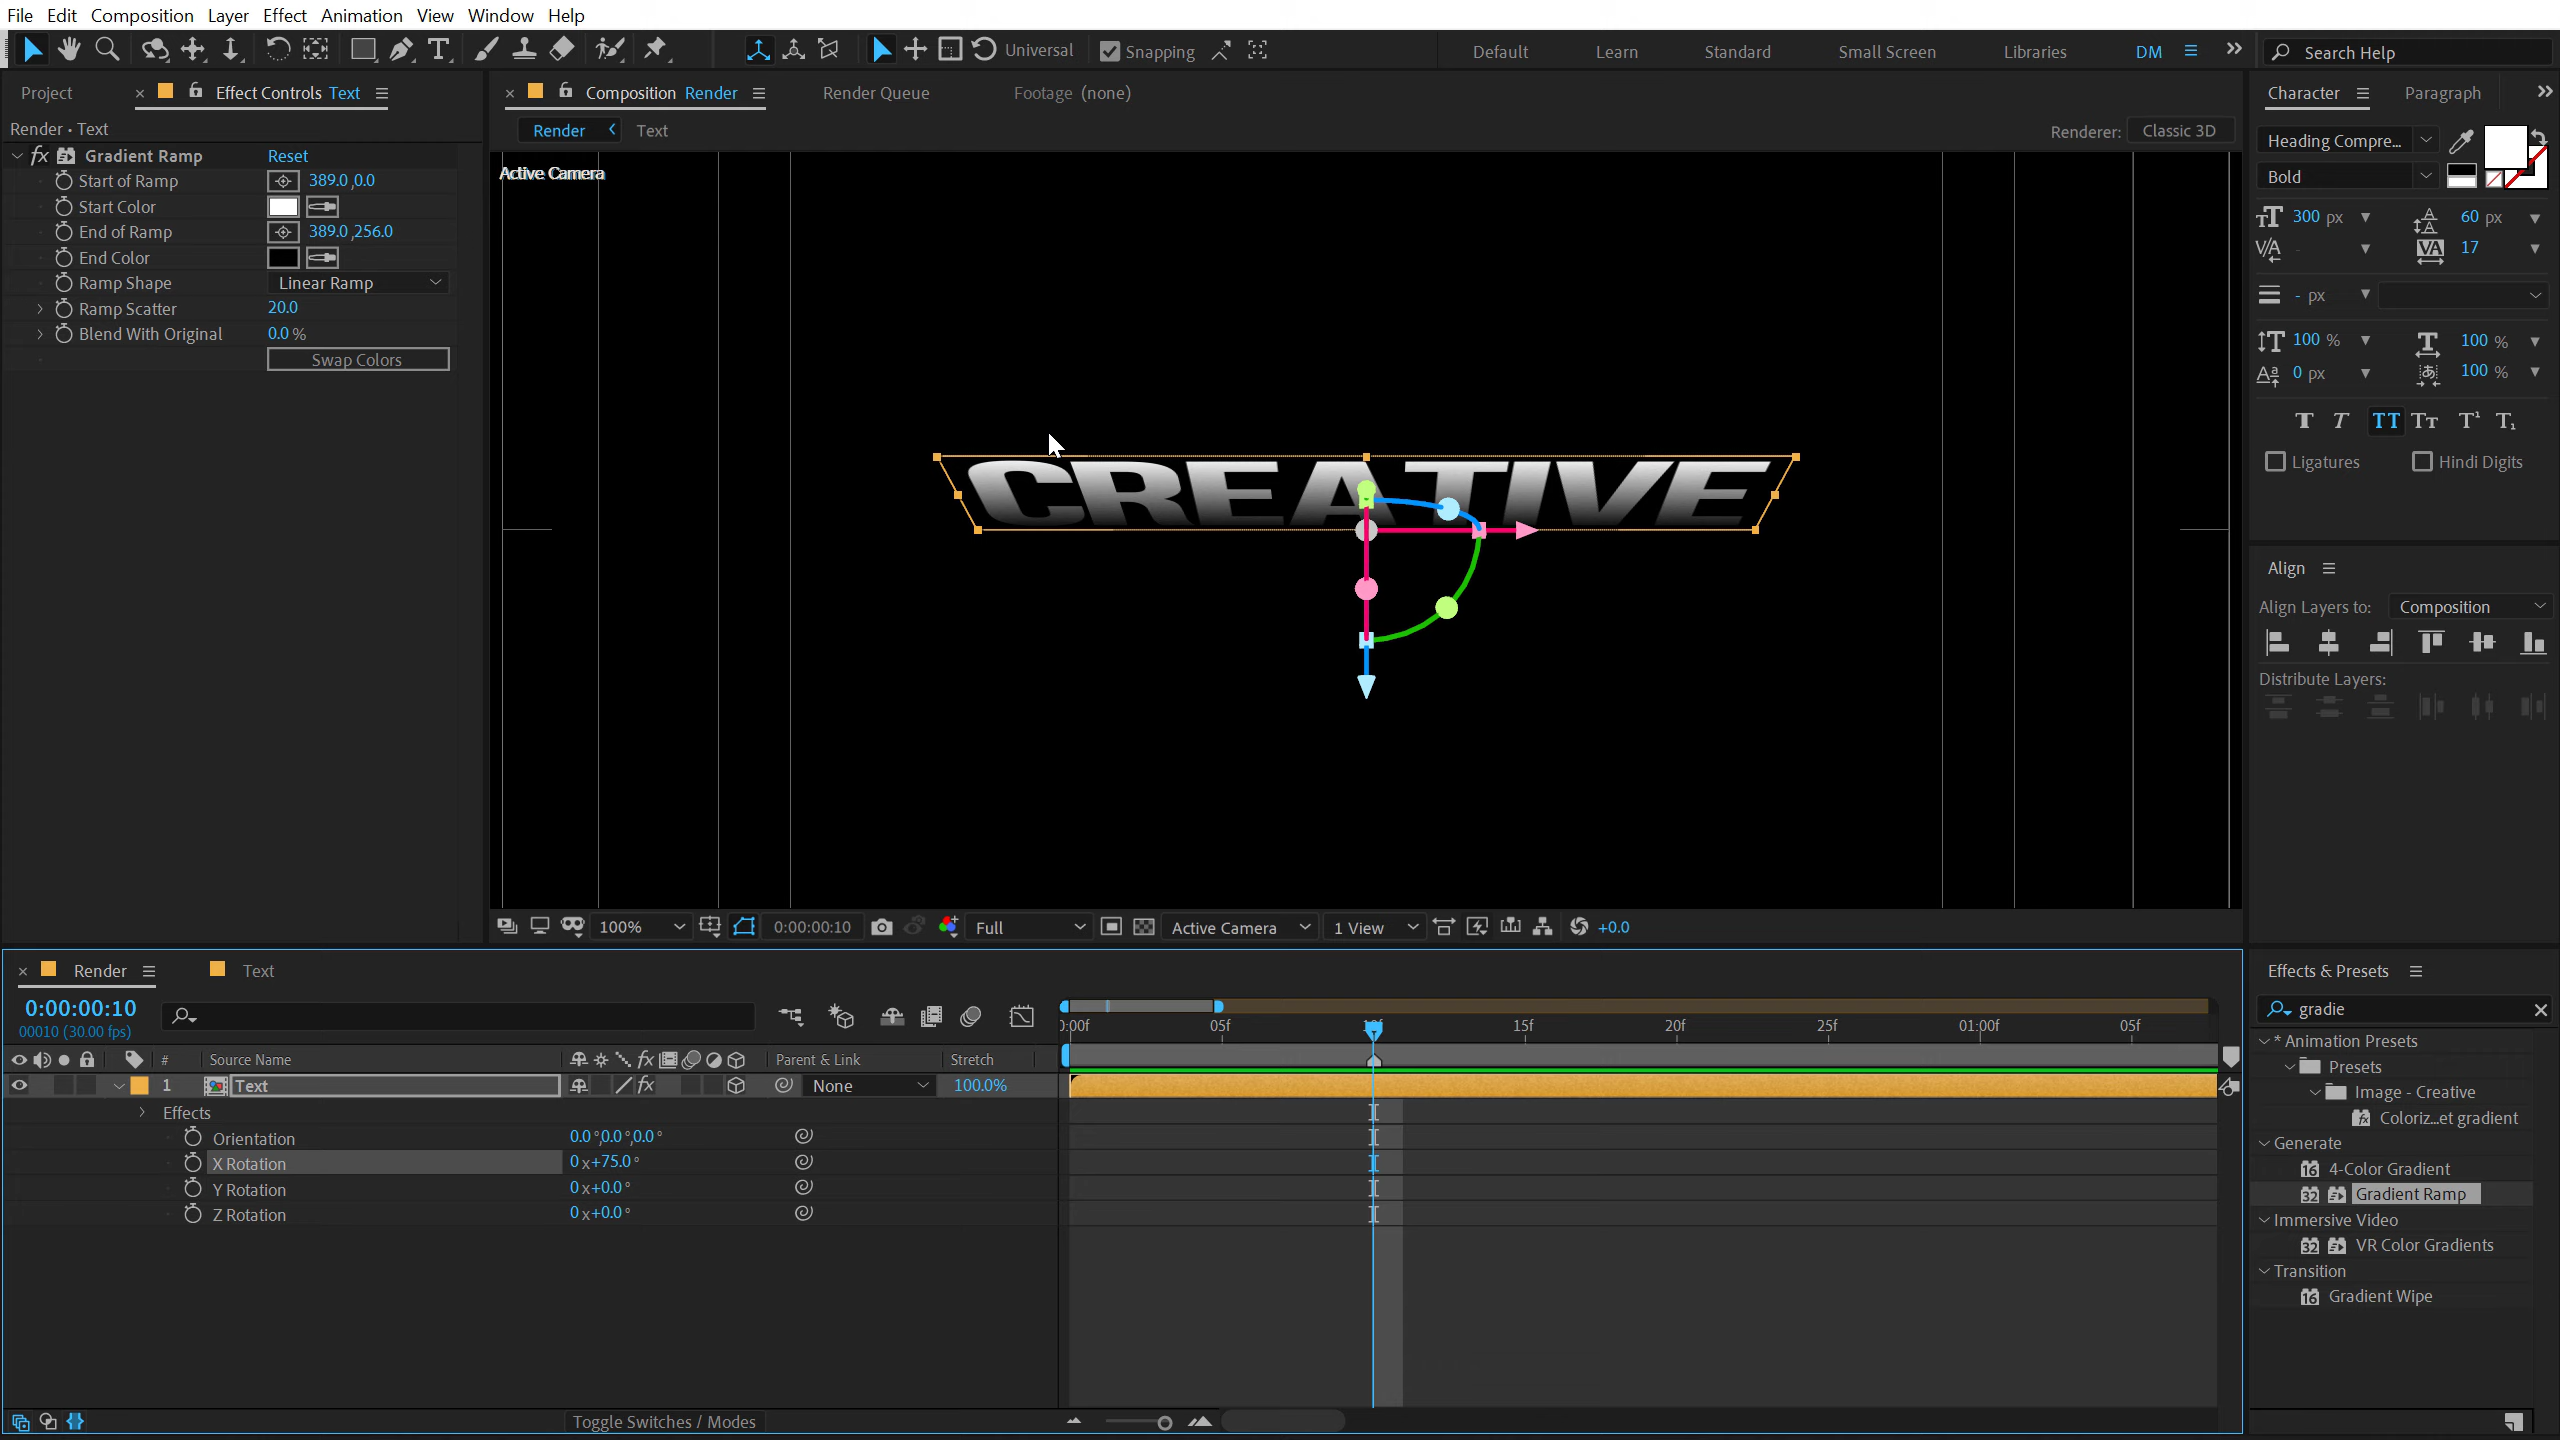 File Edit Composition Layer Effect Animation View Window Help
Universal Snapping Default Learn Standard Small Screen Libraries DM Search Help
Project Effect Controls Text Composition Render Render Queue Footage (none) Character Paragraph
Render • Text
Render Text Renderer: Classic 3D
Gradient Ramp Reset
Start of Ramp 389.0 ,0.0
Start Color
End of Ramp 389.0 ,256.0
End Color
Ramp Shape Linear Ramp
Ramp Scatter 20.0
Blend With Original 0.0 %
Swap Colors
Active Camera
CREATIVE
Heading Compre...
Bold
300 px 60 px
- 17
- px
100 % 100 %
0 px 100 %
Ligatures Hindi Digits
Align
Align Layers to: Composition
Distribute Layers:
100% 0:00:00:10 Full Active Camera 1 View +0.0
Render Text
0:00:00:10
00010 (30.00 fps)
:00f 05f 10f 15f 20f 25f 01:00f 05f
# Source Name Parent & Link Stretch
1 Text None 100.0%
Effects
Orientation 0.0 °,0.0 °,0.0 °
X Rotation 0 x+75.0 °
Y Rotation 0 x+0.0 °
Z Rotation 0 x+0.0 °
Toggle Switches / Modes
Effects & Presets
gradie
* Animation Presets
Presets
Image - Creative
Coloriz...et gradient
Generate
16 4-Color Gradient
32 Gradient Ramp
Immersive Video
32 VR Color Gradients
Transition
16 Gradient Wipe